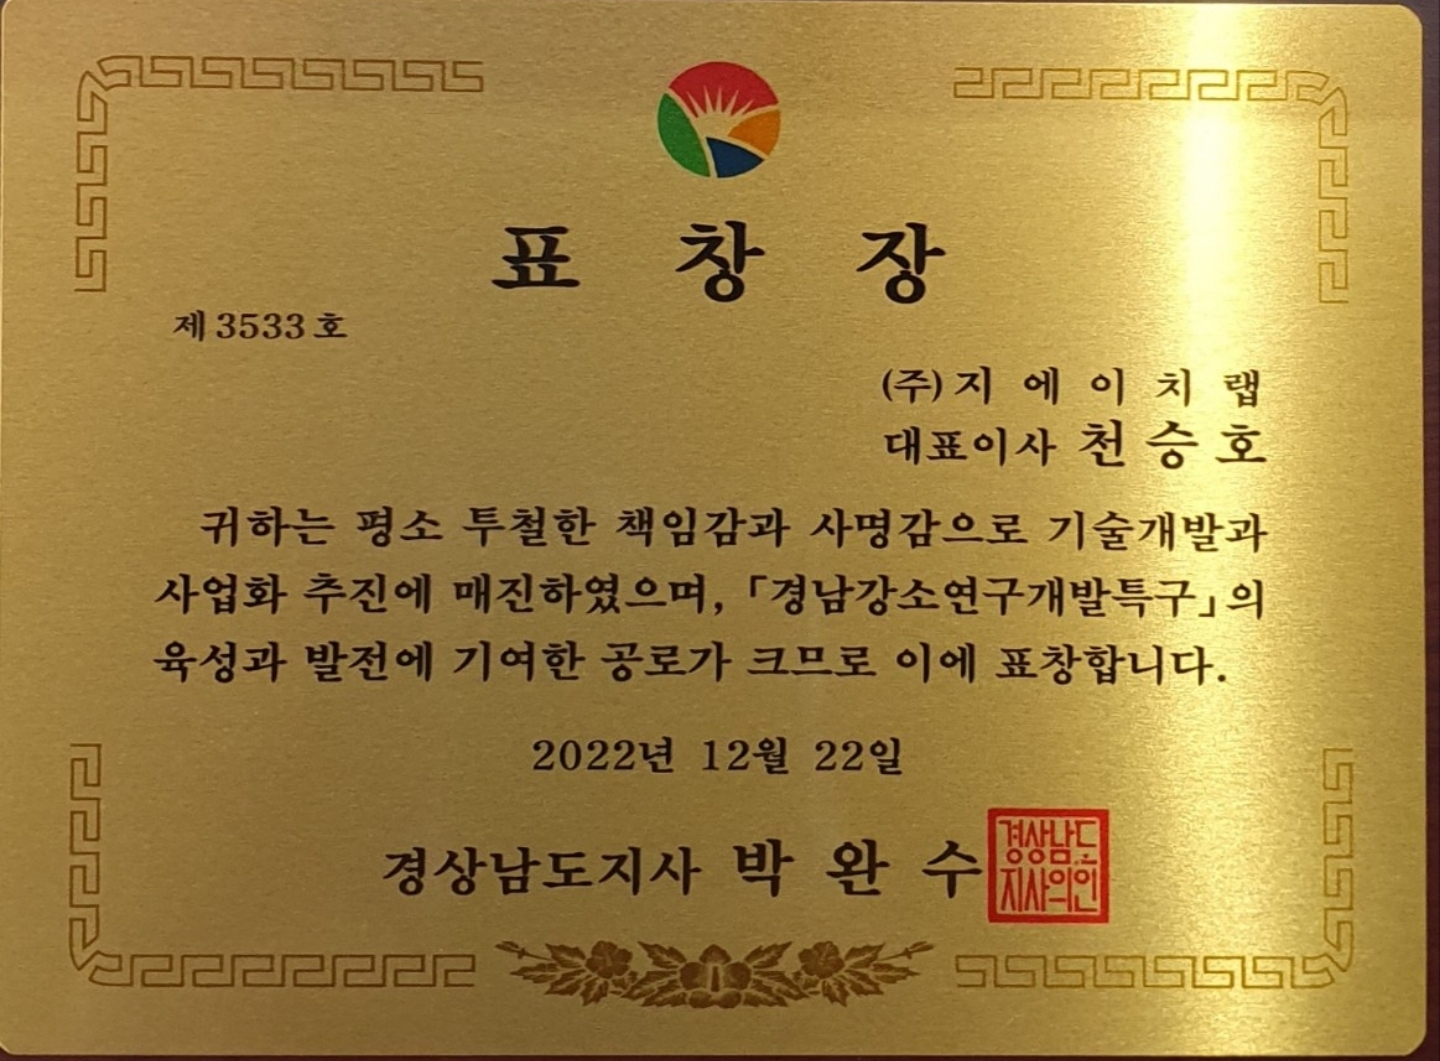 표 창 장
제 3533 호
(주) 지 에 이 치 랩
대표이사 천 승 호
귀하는 평소 투철한 책임감과 사명감으로 기술개발과
사업화 추진에 매진하였으며, 「경남강소연구개발특구」의
육성과 발전에 기여한 공로가 크므로 이에 표창합니다.
2022년 12월 22일
경상남도지사 박 완 수
경상남도
지사의인